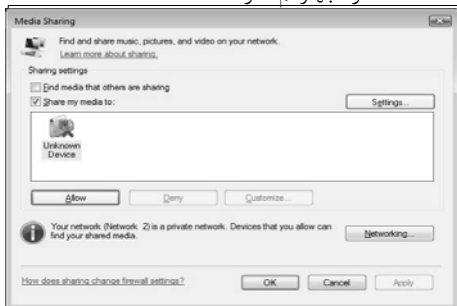 Media Sharing
Find and share music, pictures, and video on your network.
Learn more about sharing.
Sharing settings
Find media that others are sharing
Share my media to:
Settings...
Unknown
Device
Allow
Deny
Customize...
Your network (Network 2) is a private network. Devices that you allow can
find your shared media.
Networking...
How does sharing change firewall settings?
OK
Cancel
Apply